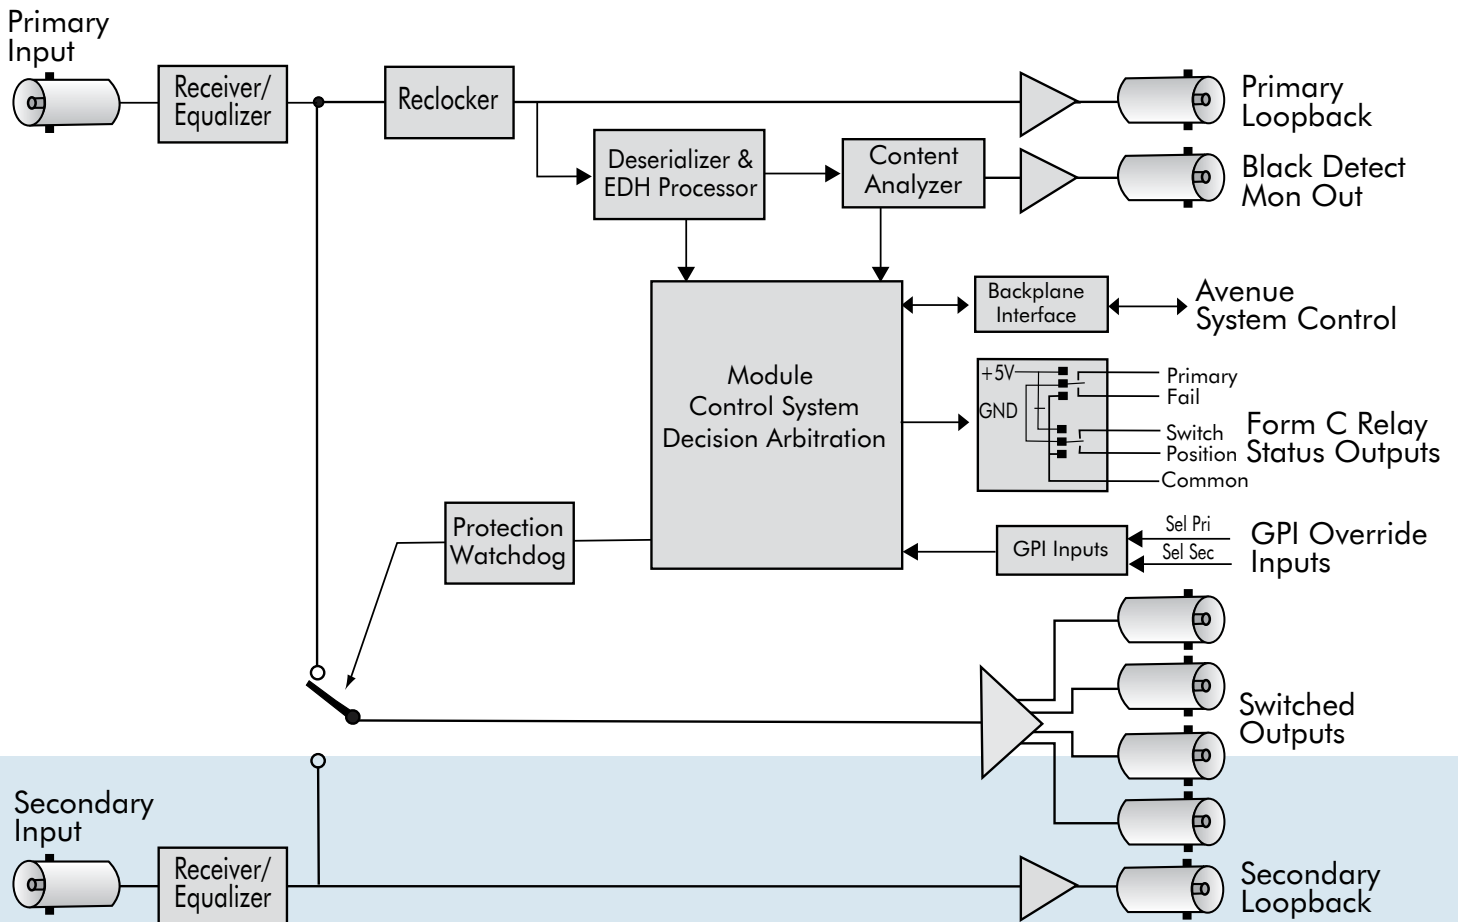 Primary
Input
Receiver/
Equalizer
Reclocker
Primary
Loopback
Deserializer &
EDH Processor
Content
Analyzer
Black Detect
Mon Out
Backplane
Interface
Avenue
System Control
Module
Control System
Decision Arbitration
+5V
GND
Primary
Fail
Switch
Position
Common
Form C Relay
Status Outputs
Protection
Watchdog
GPI Inputs
Sel Pri
Sel Sec
GPI Override
Inputs
Switched
Outputs
Secondary
Input
Receiver/
Equalizer
Secondary
Loopback